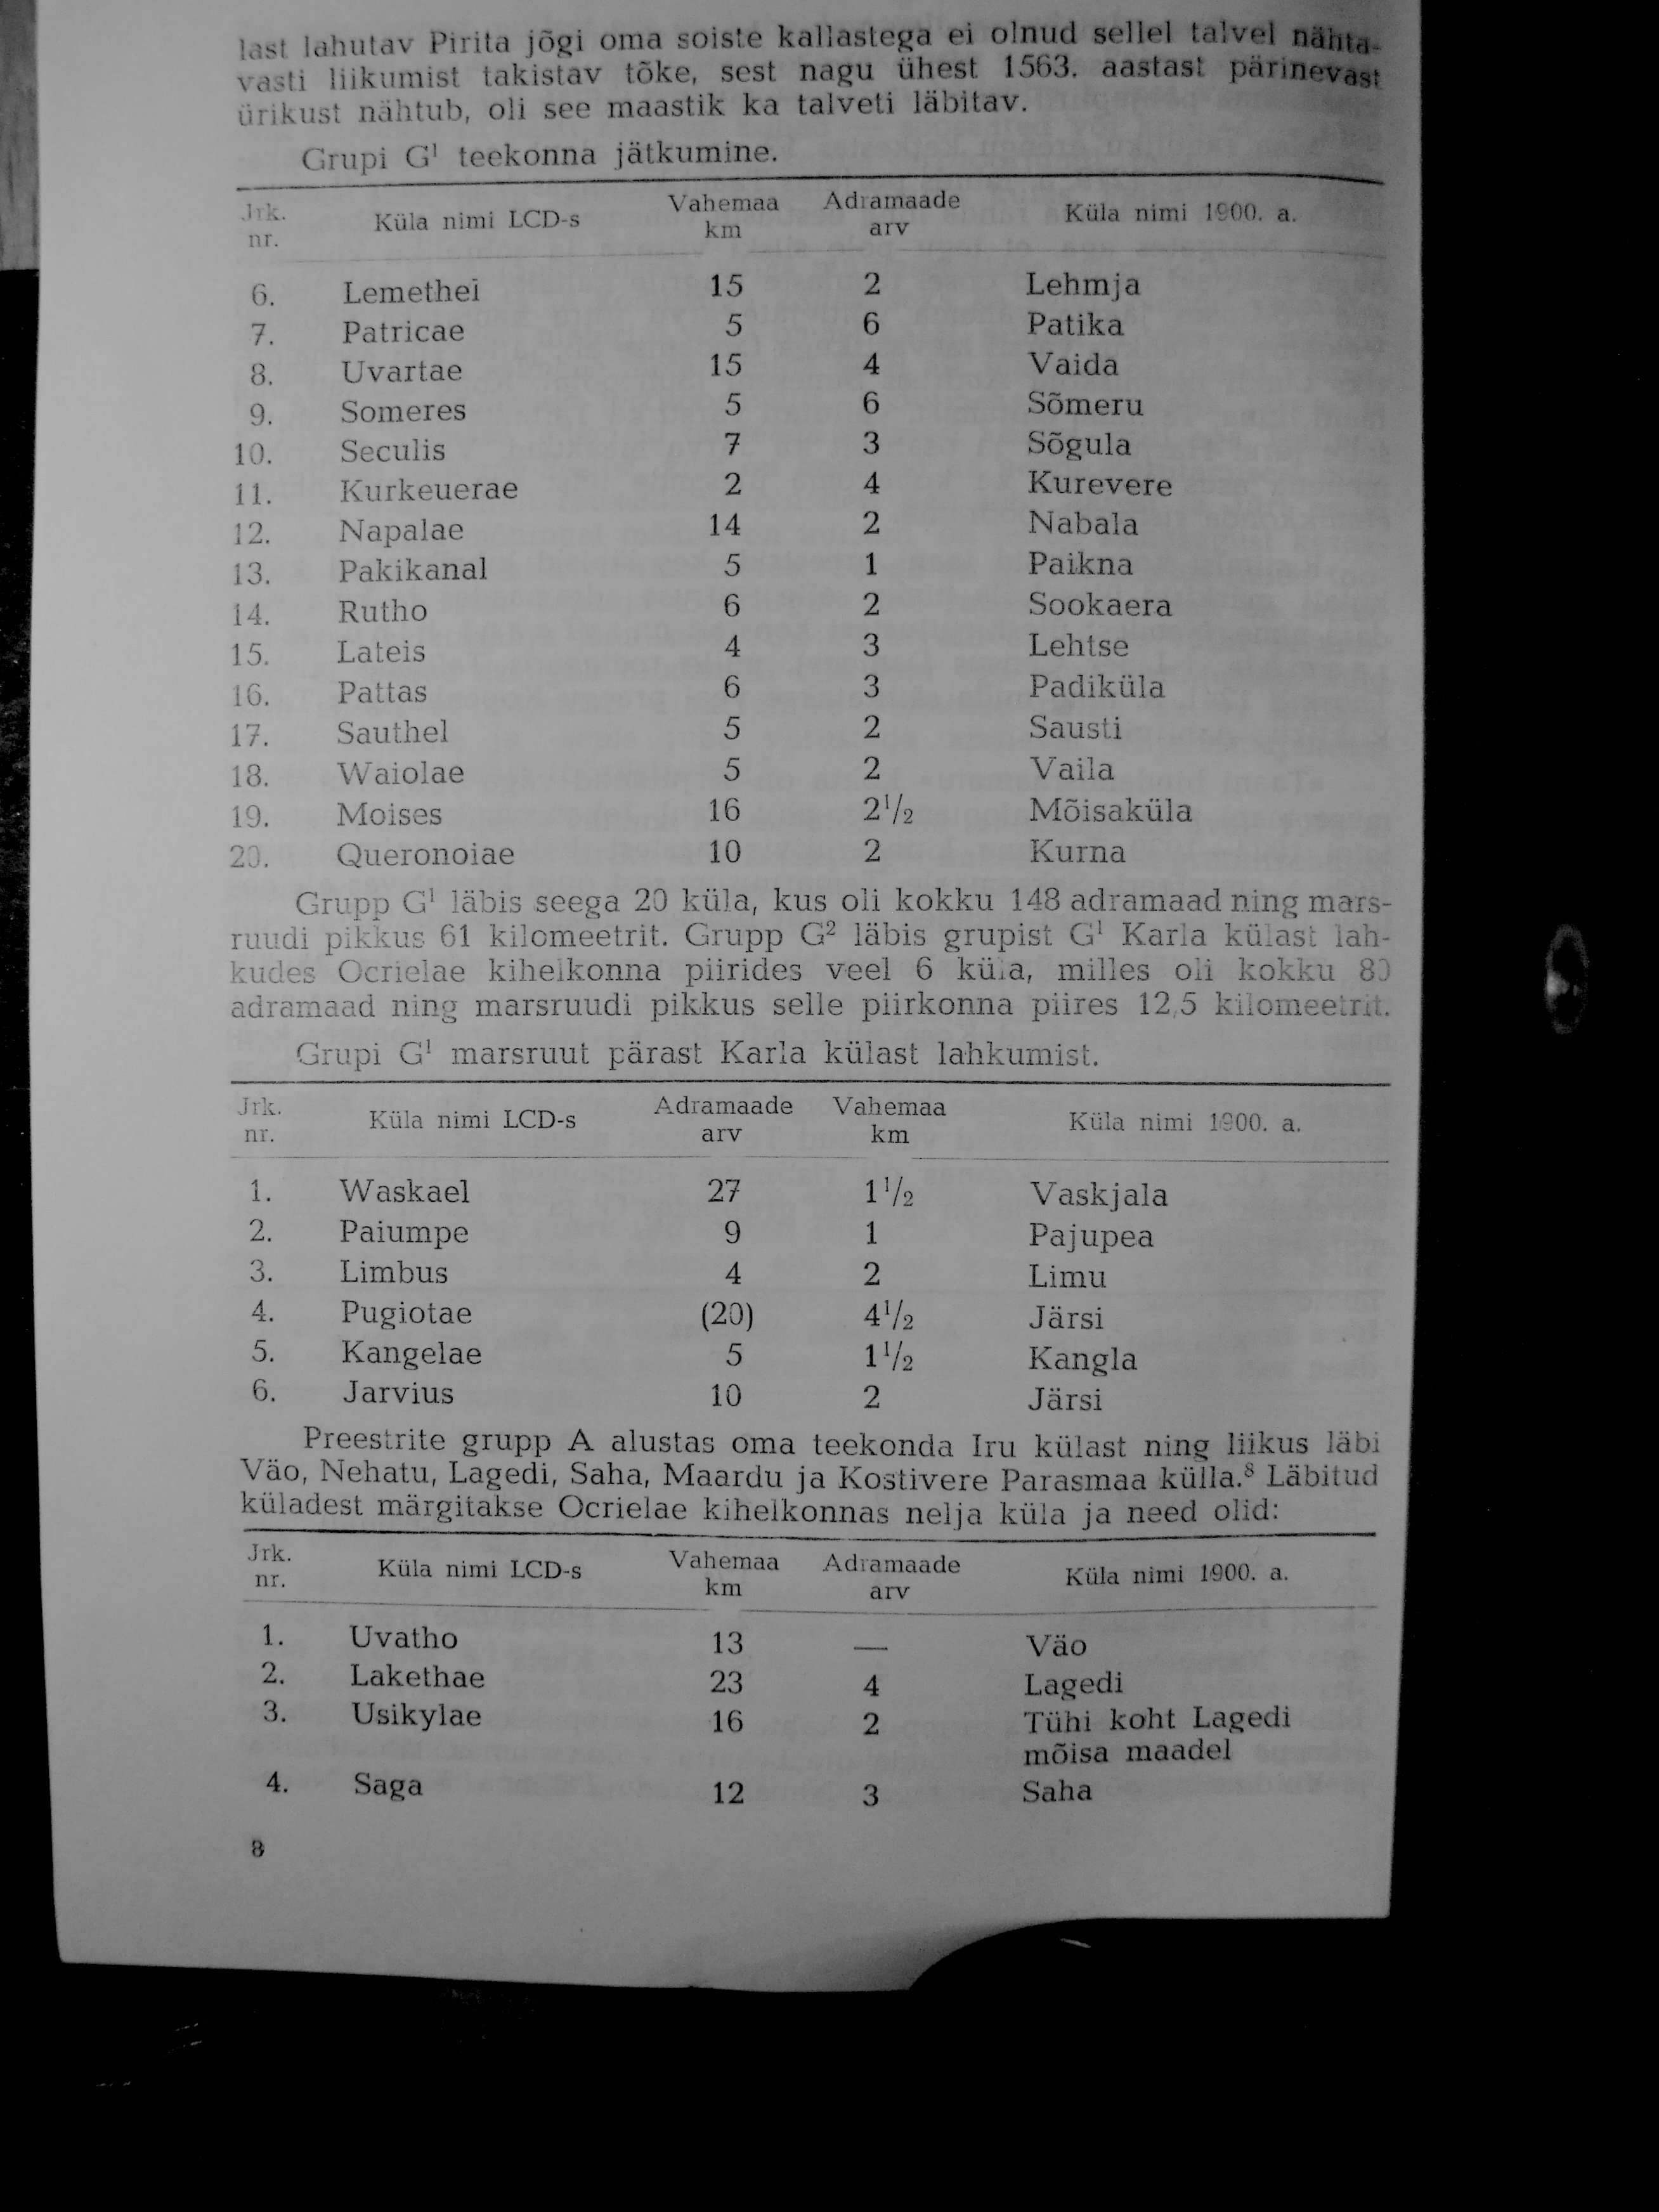 last lahutav Pirita jõgi oma soiste kallastega ei olnud sellel talvel nähta-
vasti liikumist takistav tõke, sest nagu ühest 1563. aastast pärinevast
ürikust nähtub, oli see maastik ka talveti läbitav.
Grupi G¹ teekonna jätkumine.
Jrk. nr. Küla nimi LCD-s Vahemaa km Adramaade arv Küla nimi 1900. a.
6. Lemethei 15 2 Lehmja
7. Patricae 5 6 Patika
8. Uvartae 15 4 Vaida
9. Someres 5 6 Sõmeru
10. Seculis 7 3 Sõgula
11. Kurkeuerae 2 4 Kurevere
12. Napalae 14 2 Nabala
13. Pakikanal 5 1 Paikna
14. Rutho 6 2 Sookaera
15. Lateis 4 3 Lehtse
16. Pattas 6 3 Padiküla
17. Sauthel 5 2 Sausti
18. Waiolae 5 2 Vaila
19. Moises 16 2¹/₂ Mõisaküla
20. Queronoiae 10 2 Kurna
Grupp G¹ läbis seega 20 küla, kus oli kokku 148 adramaad ning mars-
ruudi pikkus 61 kilomeetrit. Grupp G² läbis grupist G¹ Karla külast lah-
kudes Ocrielae kihelkonna piirides veel 6 küla, milles oli kokku 80
adramaad ning marsruudi pikkus selle piirkonna piires 12,5 kilomeetrit.
Grupi G¹ marsruut pärast Karla külast lahkumist.
Jrk. nr. Küla nimi LCD-s Adramaade arv Vahemaa km Küla nimi 1900. a.
1. Waskael 27 1¹/₂ Vaskjala
2. Paiumpe 9 1 Pajupea
3. Limbus 4 2 Limu
4. Pugiotae (20) 4¹/₂ Järsi
5. Kangelae 5 1¹/₂ Kangla
6. Jarvius 10 2 Järsi
Preestrite grupp A alustas oma teekonda Iru külast ning liikus läbi
Väo, Nehatu, Lagedi, Saha, Maardu ja Kostivere Parasmaa külla.⁸ Läbitud
küladest märgitakse Ocrielae kihelkonnas nelja küla ja need olid:
Jrk. nr. Küla nimi LCD-s Vahemaa km Adramaade arv Küla nimi 1900. a.
1. Uvatho 13 — Väo
2. Lakethae 23 4 Lagedi
3. Usikylae 16 2 Tühi koht Lagedi
mõisa maadel
4. Saga 12 3 Saha
8